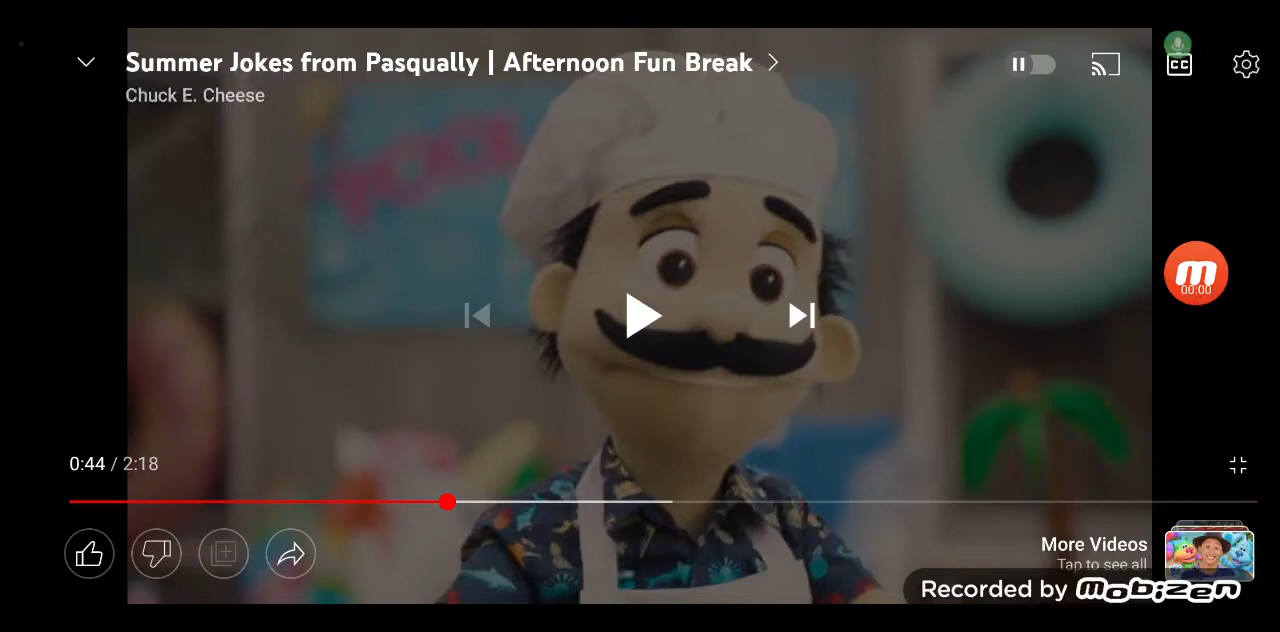 Summer Jokes from Pasqually | Afternoon Fun Break
Chuck E. Cheese
CC
POOL
00:00
0:44 / 2:18
More Videos
Tap to see all
Recorded by mobizen